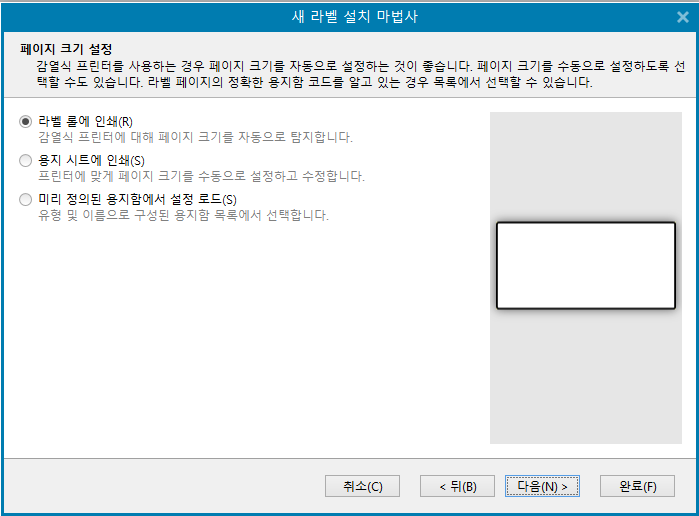 새 라벨 설치 마법사
페이지 크기 설정
감열식 프린터를 사용하는 경우 페이지 크기를 자동으로 설정하는 것이 좋습니다. 페이지 크기를 수동으로 설정하도록 선
택할 수도 있습니다. 라벨 페이지의 정확한 용지함 코드를 알고 있는 경우 목록에서 선택할 수 있습니다.
라벨 롤에 인쇄(R)
감열식 프린터에 대해 페이지 크기를 자동으로 탐지합니다.
용지 시트에 인쇄(S)
프린터에 맞게 페이지 크기를 수동으로 설정하고 수정합니다.
미리 정의된 용지함에서 설정 로드(S)
유형 및 이름으로 구성된 용지함 목록에서 선택합니다.
취소(C)
< 뒤(B)
다음(N) >
완료(F)